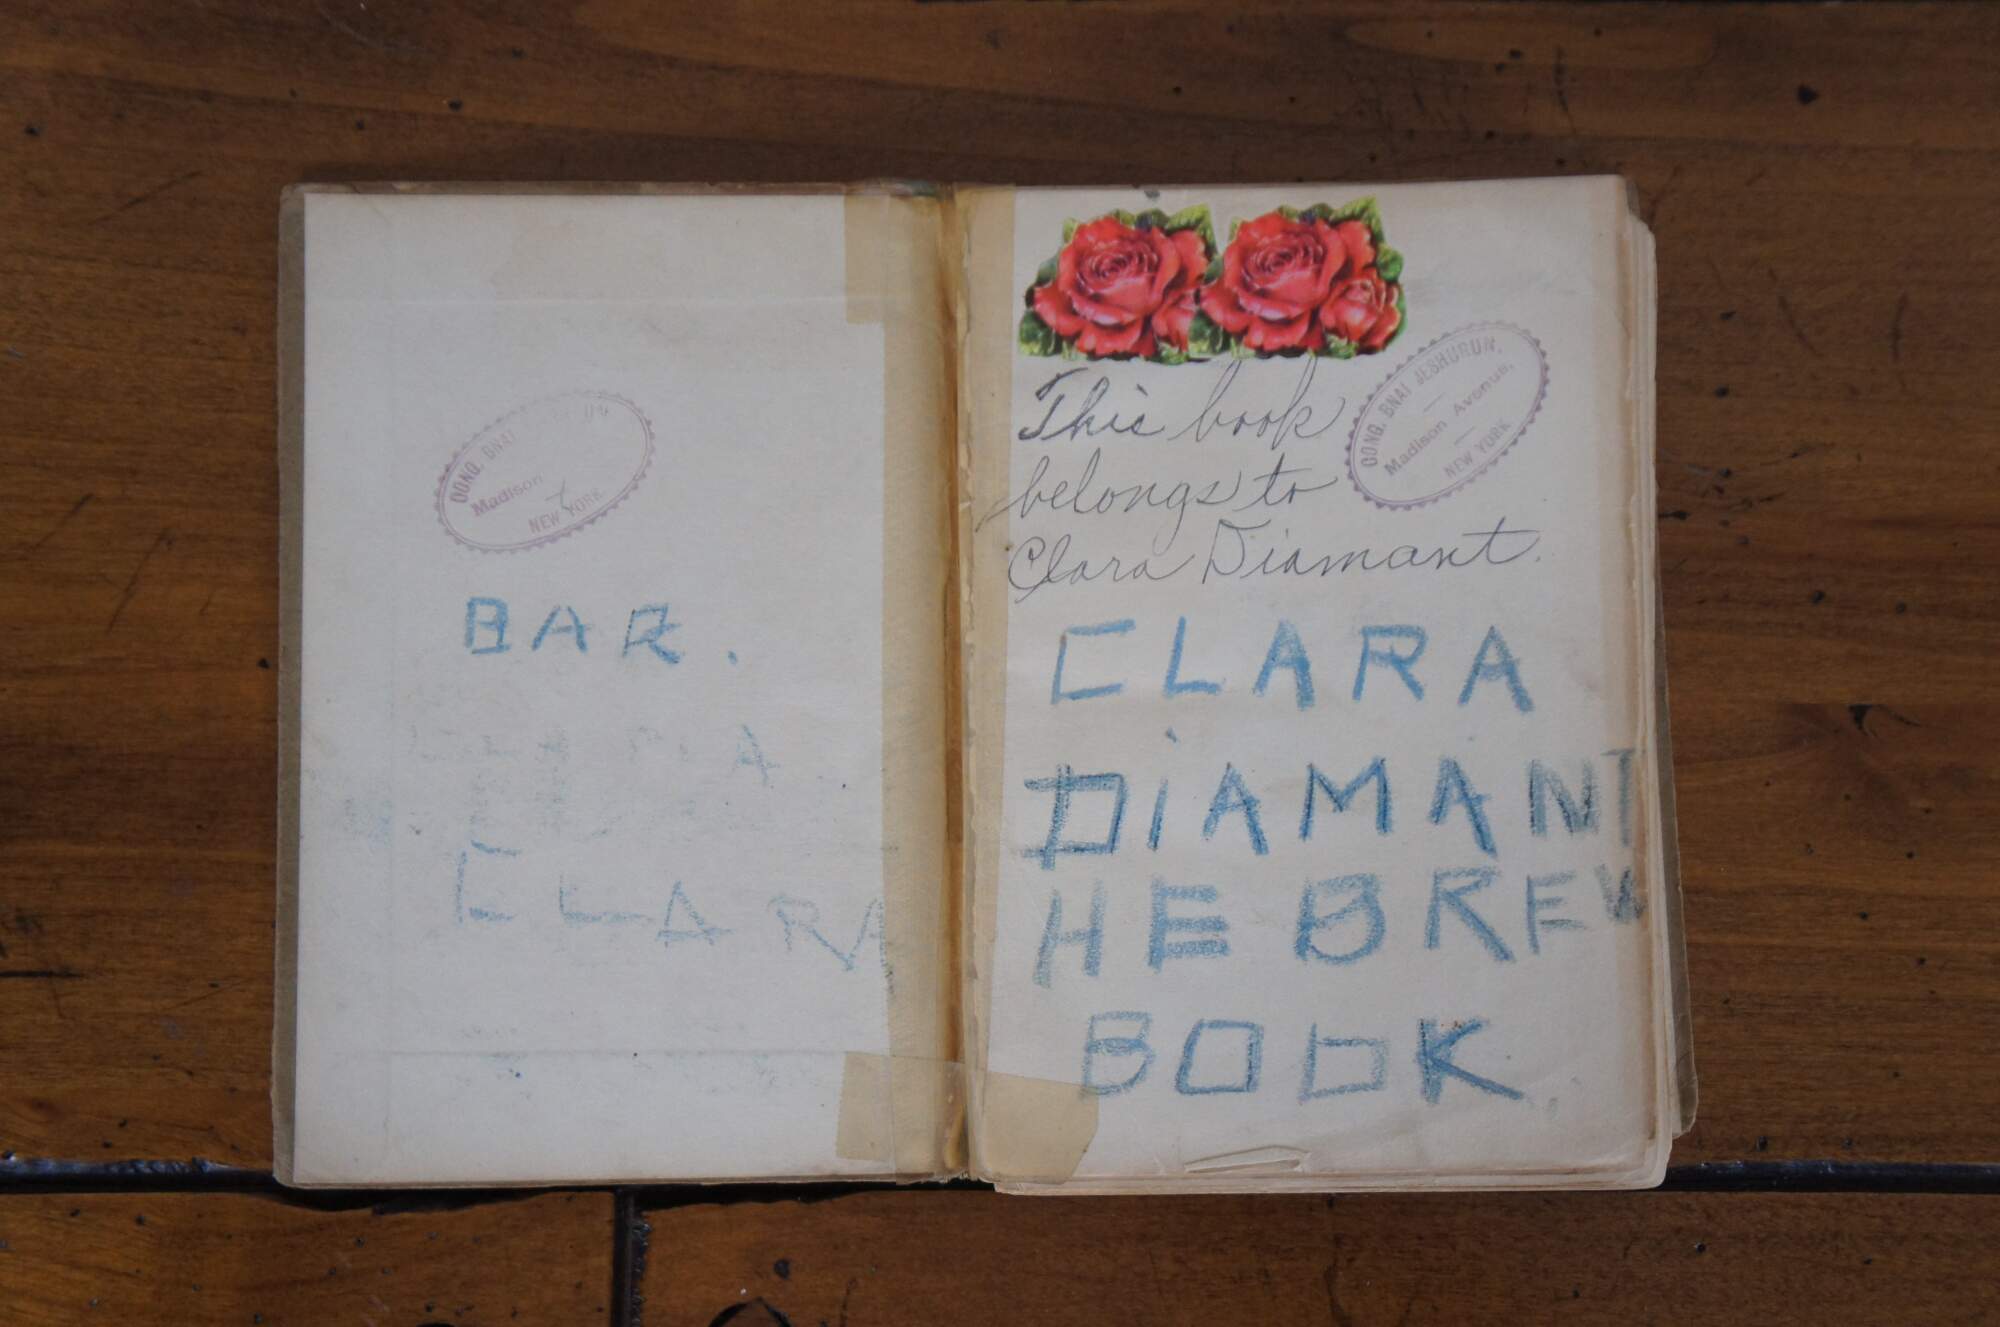 CONG. BNAI
Madison
NEW YORK
BAR.
CLARA
CLARA
CONG. BNAI JESHURUN,
Madison Avenue,
NEW YORK
This book
belongs to
Clara Diamant.
CLARA
DiAMANT
HEBREW
BOOK.